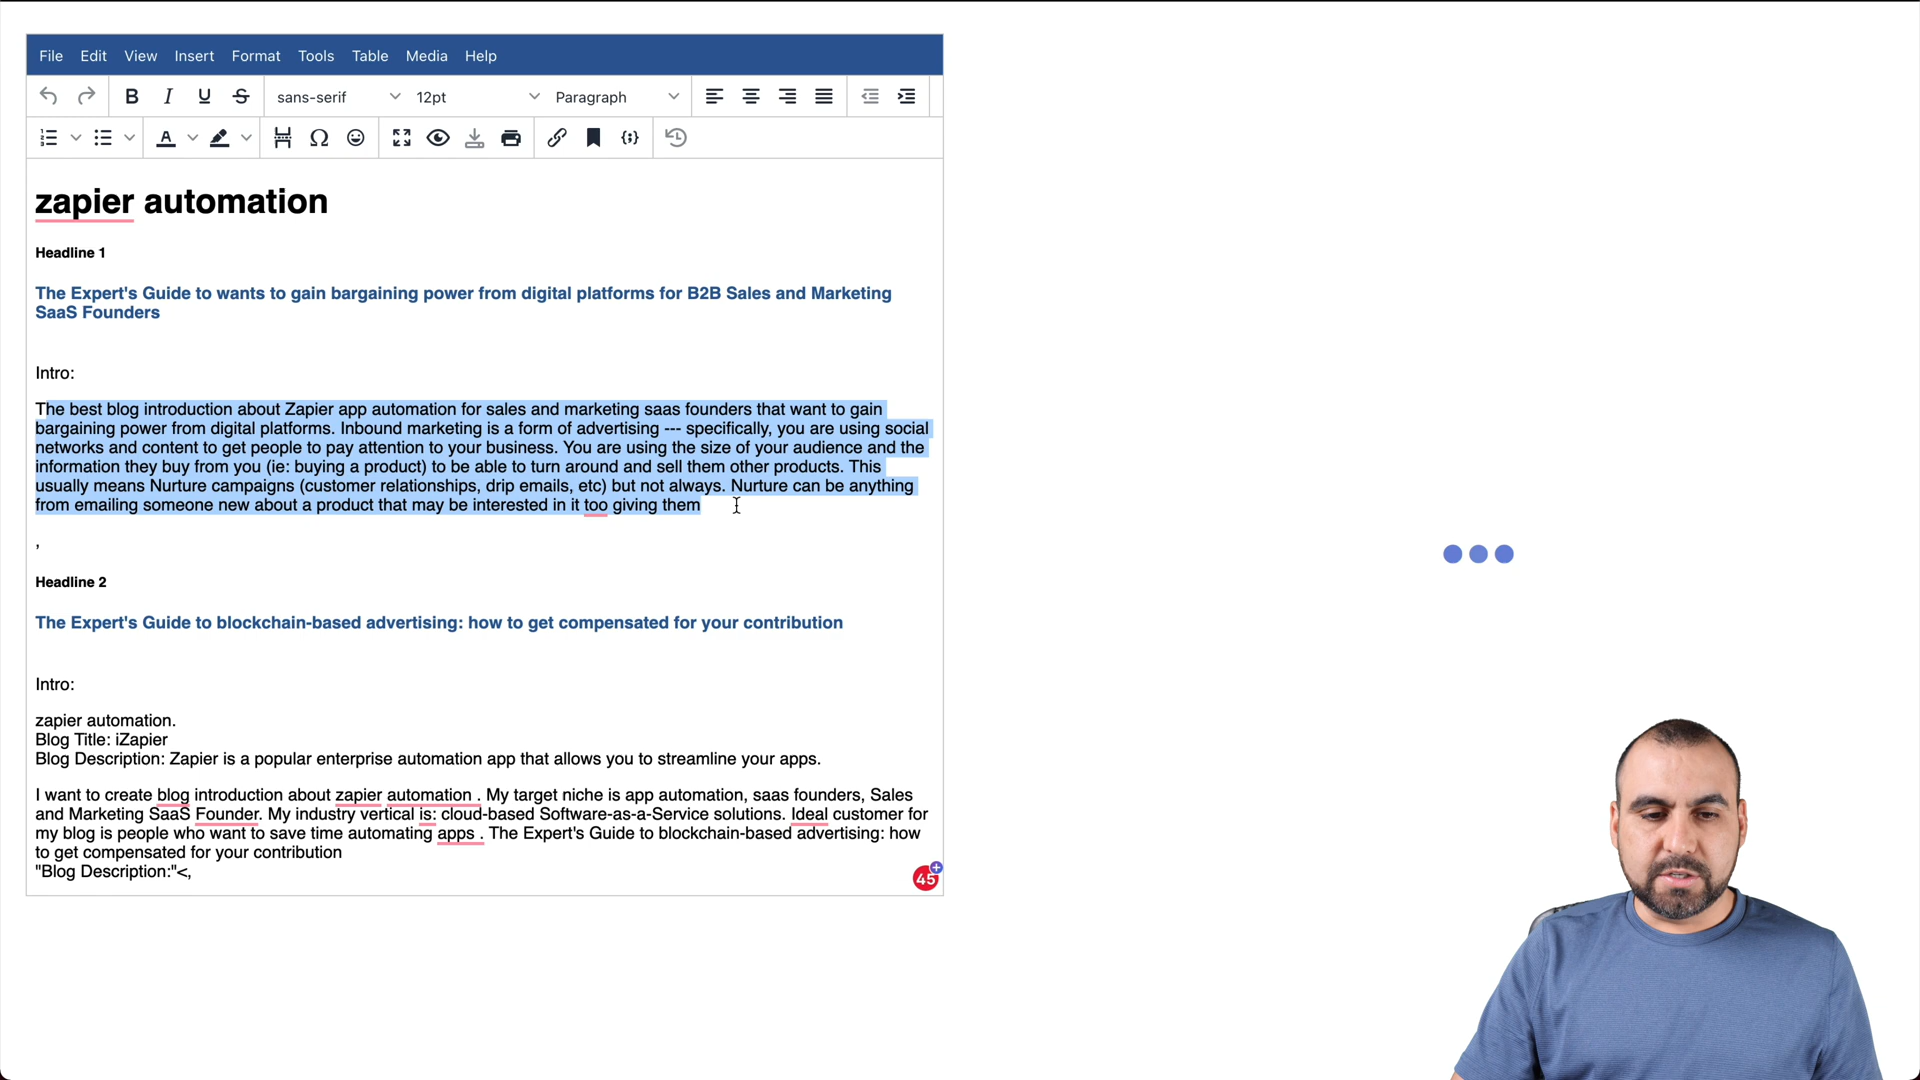 File Edit View Insert Format Tools Table Media Help
B I U S sans-serif 12pt Paragraph
zapier automation
Headline 1
The Expert's Guide to wants to gain bargaining power from digital platforms for B2B Sales and Marketing
SaaS Founders
Intro:
The best blog introduction about Zapier app automation for sales and marketing saas founders that want to gain
bargaining power from digital platforms. Inbound marketing is a form of advertising --- specifically, you are using social
networks and content to get people to pay attention to your business. You are using the size of your audience and the
information they buy from you (ie: buying a product) to be able to turn around and sell them other products. This
usually means Nurture campaigns (customer relationships, drip emails, etc) but not always. Nurture can be anything
from emailing someone new about a product that may be interested in it too giving them
,
Headline 2
The Expert's Guide to blockchain-based advertising: how to get compensated for your contribution
Intro:
zapier automation.
Blog Title: iZapier
Blog Description: Zapier is a popular enterprise automation app that allows you to streamline your apps.
I want to create blog introduction about zapier automation . My target niche is app automation, saas founders, Sales
and Marketing SaaS Founder. My industry vertical is: cloud-based Software-as-a-Service solutions. Ideal customer for
my blog is people who want to save time automating apps . The Expert's Guide to blockchain-based advertising: how
to get compensated for your contribution
"Blog Description:"<,
45